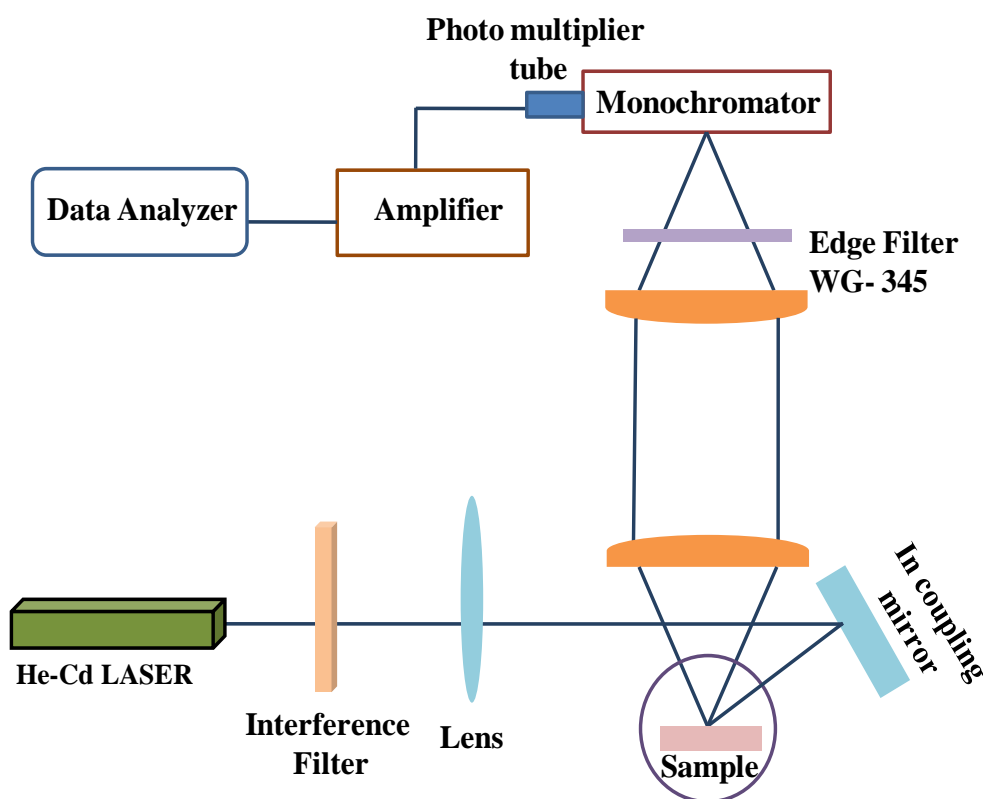 Photo multiplier
tube
Monochromator
Data Analyzer
Amplifier
Edge Filter
WG- 345
In coupling
mirror
He-Cd LASER
Interference
Filter
Lens
Sample